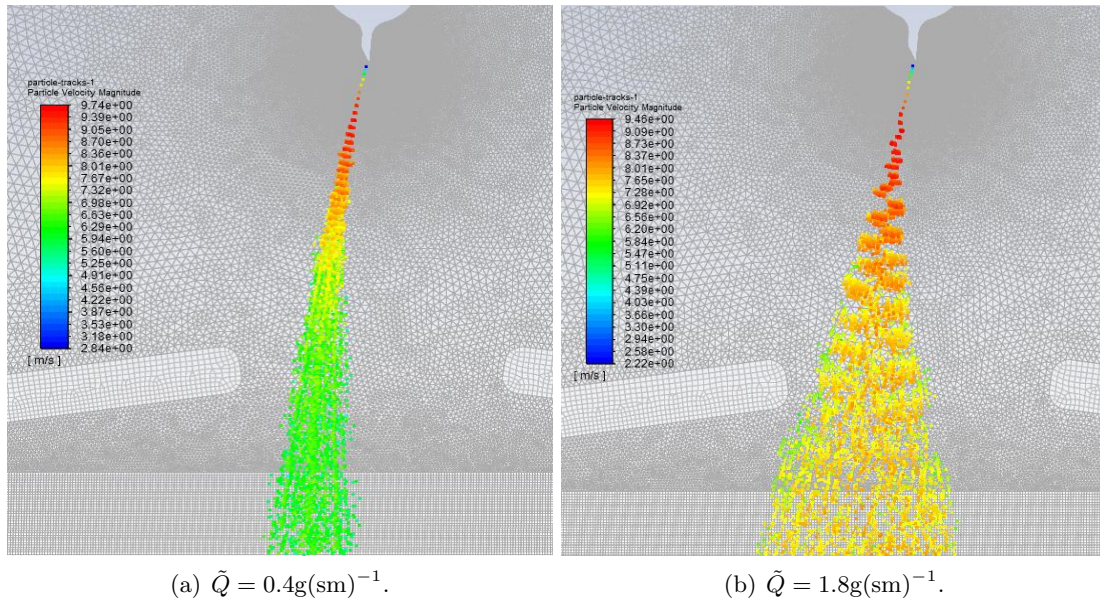 particle-tracks-1
Particle Velocity Magnitude
9.74e+00
9.39e+00
9.05e+00
8.70e+00
8.36e+00
8.01e+00
7.67e+00
7.32e+00
6.98e+00
6.63e+00
6.29e+00
5.94e+00
5.60e+00
5.25e+00
4.91e+00
4.56e+00
4.22e+00
3.87e+00
3.53e+00
3.18e+00
2.84e+00
[ m/s ]
particle-tracks-1
Particle Velocity Magnitude
9.46e+00
9.09e+00
8.73e+00
8.37e+00
8.01e+00
7.65e+00
7.28e+00
6.92e+00
6.56e+00
6.20e+00
5.84e+00
5.47e+00
5.11e+00
4.75e+00
4.39e+00
4.03e+00
3.66e+00
3.30e+00
2.94e+00
2.58e+00
2.22e+00
[ m/s ]
(a) Q̃ = 0.4g(sm)⁻¹.
(b) Q̃ = 1.8g(sm)⁻¹.